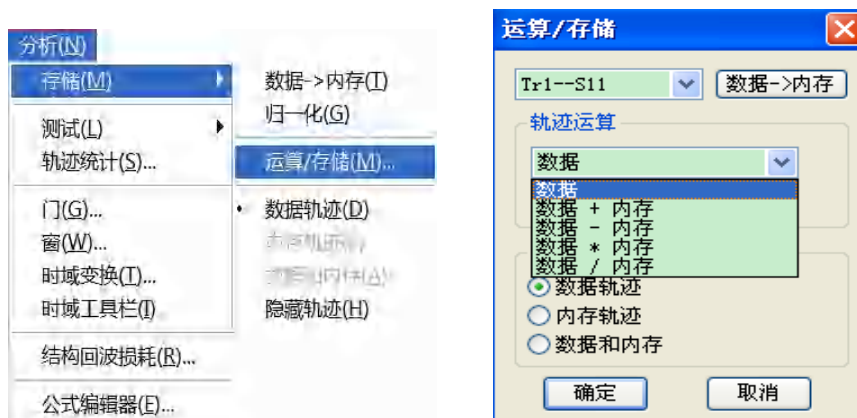 分析(N)
存储(M)
测试(L)
轨迹统计(S)...
门(G)...
窗(W)...
时域变换(T)...
时域工具栏(I)
结构回波损耗(R)...
公式编辑器(E)...
数据->内存(T)
归一化(G)
运算/存储(M)...
数据轨迹(D)
隐藏轨迹(H)
运算/存储
Tr1--S11
数据->内存
轨迹运算
数据
数据
数据 + 内存
数据 - 内存
数据 * 内存
数据 / 内存
数据轨迹
内存轨迹
数据和内存
确定
取消